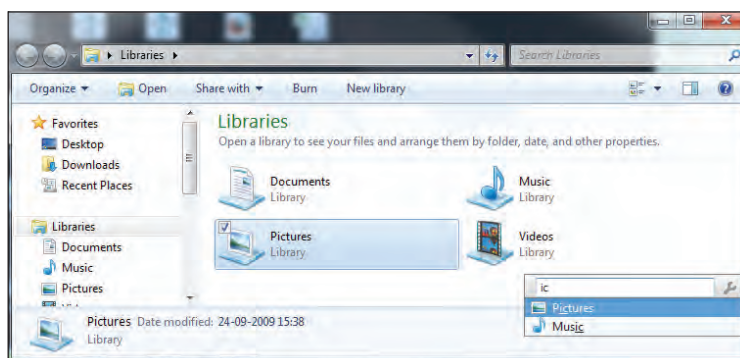 Libraries
Search Libraries
Organize
Open
Share with
Burn
New library
Favorites
Desktop
Downloads
Recent Places
Libraries
Documents
Music
Pictures
Libraries
Open a library to see your files and arrange them by folder, date, and other properties.
Documents
Library
Music
Library
Pictures
Library
Videos
Library
ic
Pictures
Music
Pictures Date modified: 24-09-2009 15:38
Library